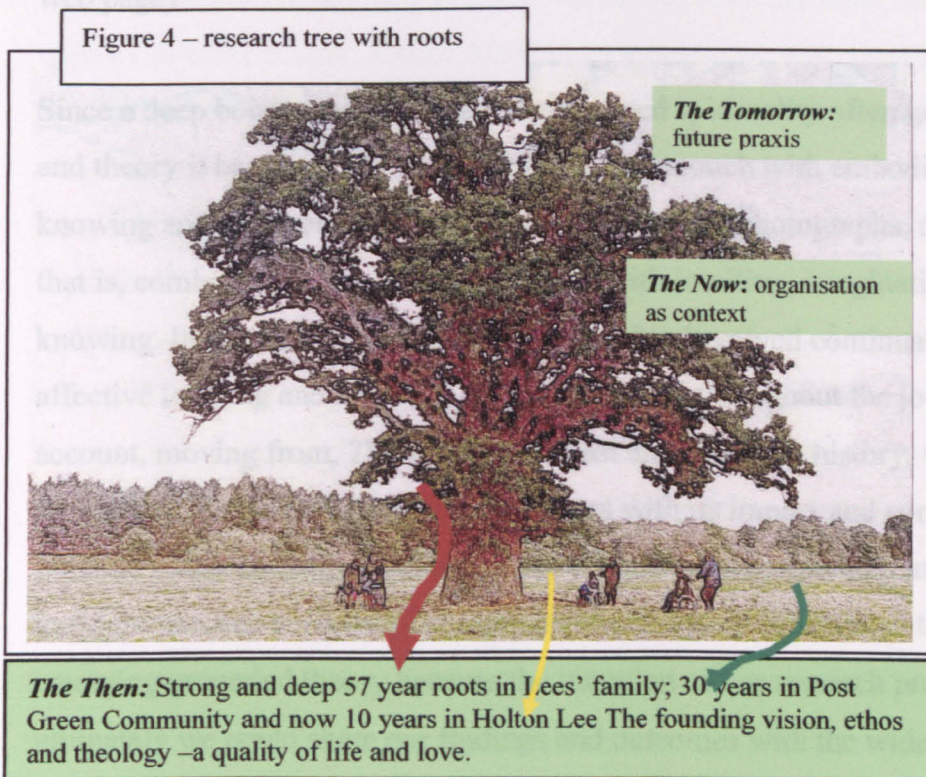 Figure 4 – research tree with roots
The Tomorrow:
future praxis
The Now: organisation
as context
The Then: Strong and deep 57 year roots in Lees' family; 30 years in Post
Green Community and now 10 years in Holton Lee The founding vision, ethos
and theology –a quality of life and love.